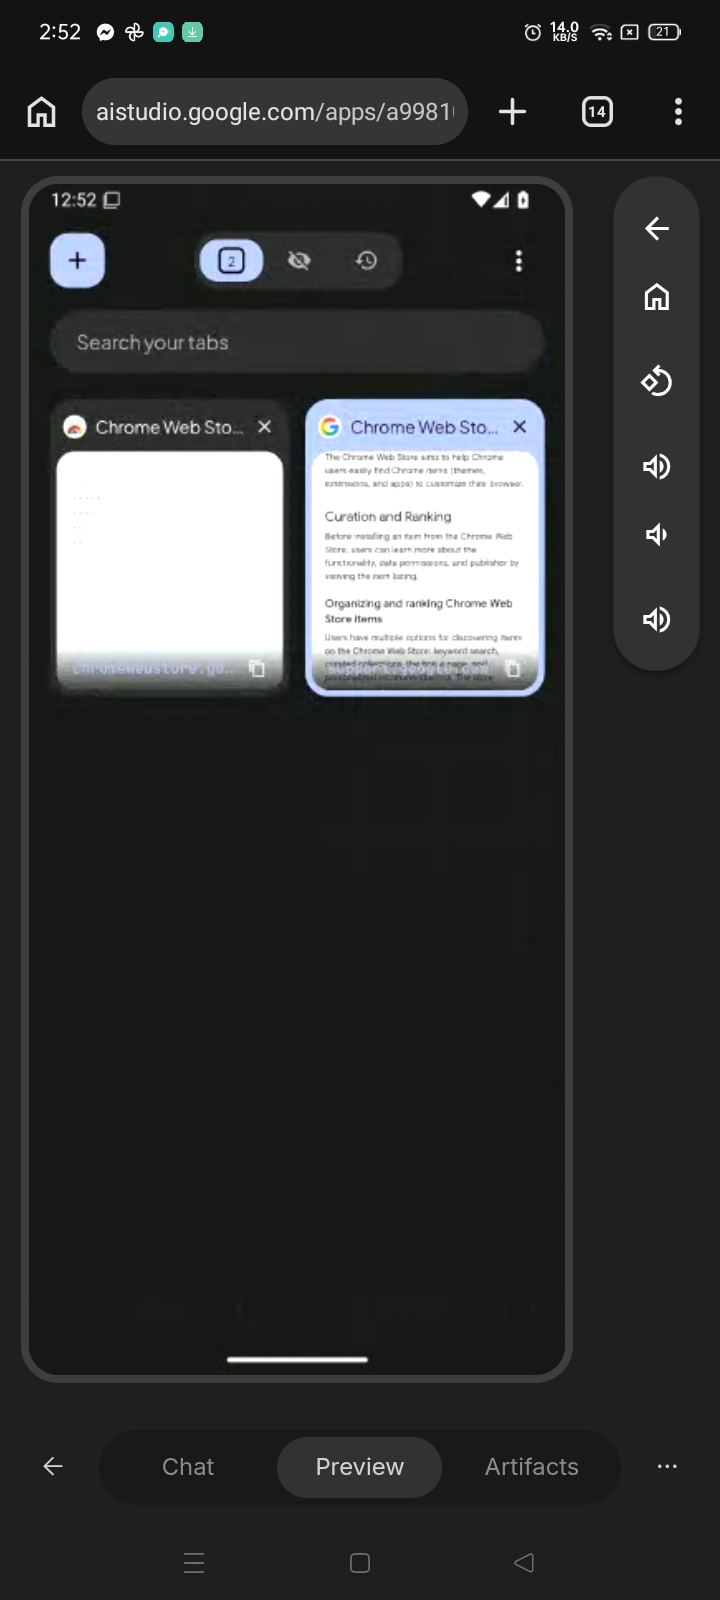 2:52
14.0
KB/S
21
aistudio.google.com/apps/a9981
14
12:52
2
Search your tabs
Chrome Web Sto...
Chrome Web Sto...
The Chrome Web Store aims to help Chrome
users easily find Chrome items (themes,
extensions, and apps) to customize their browser.
Curation and Ranking
Before installing an item from the Chrome Web
Store, users can learn more about the
functionality, data permissions, and publisher by
viewing the item listing.
Organizing and ranking Chrome Web
Store items
Users have multiple options for discovering items
on the Chrome Web Store: keyword search,
chromewebstore.go...
support.google.com
Chat
Preview
Artifacts